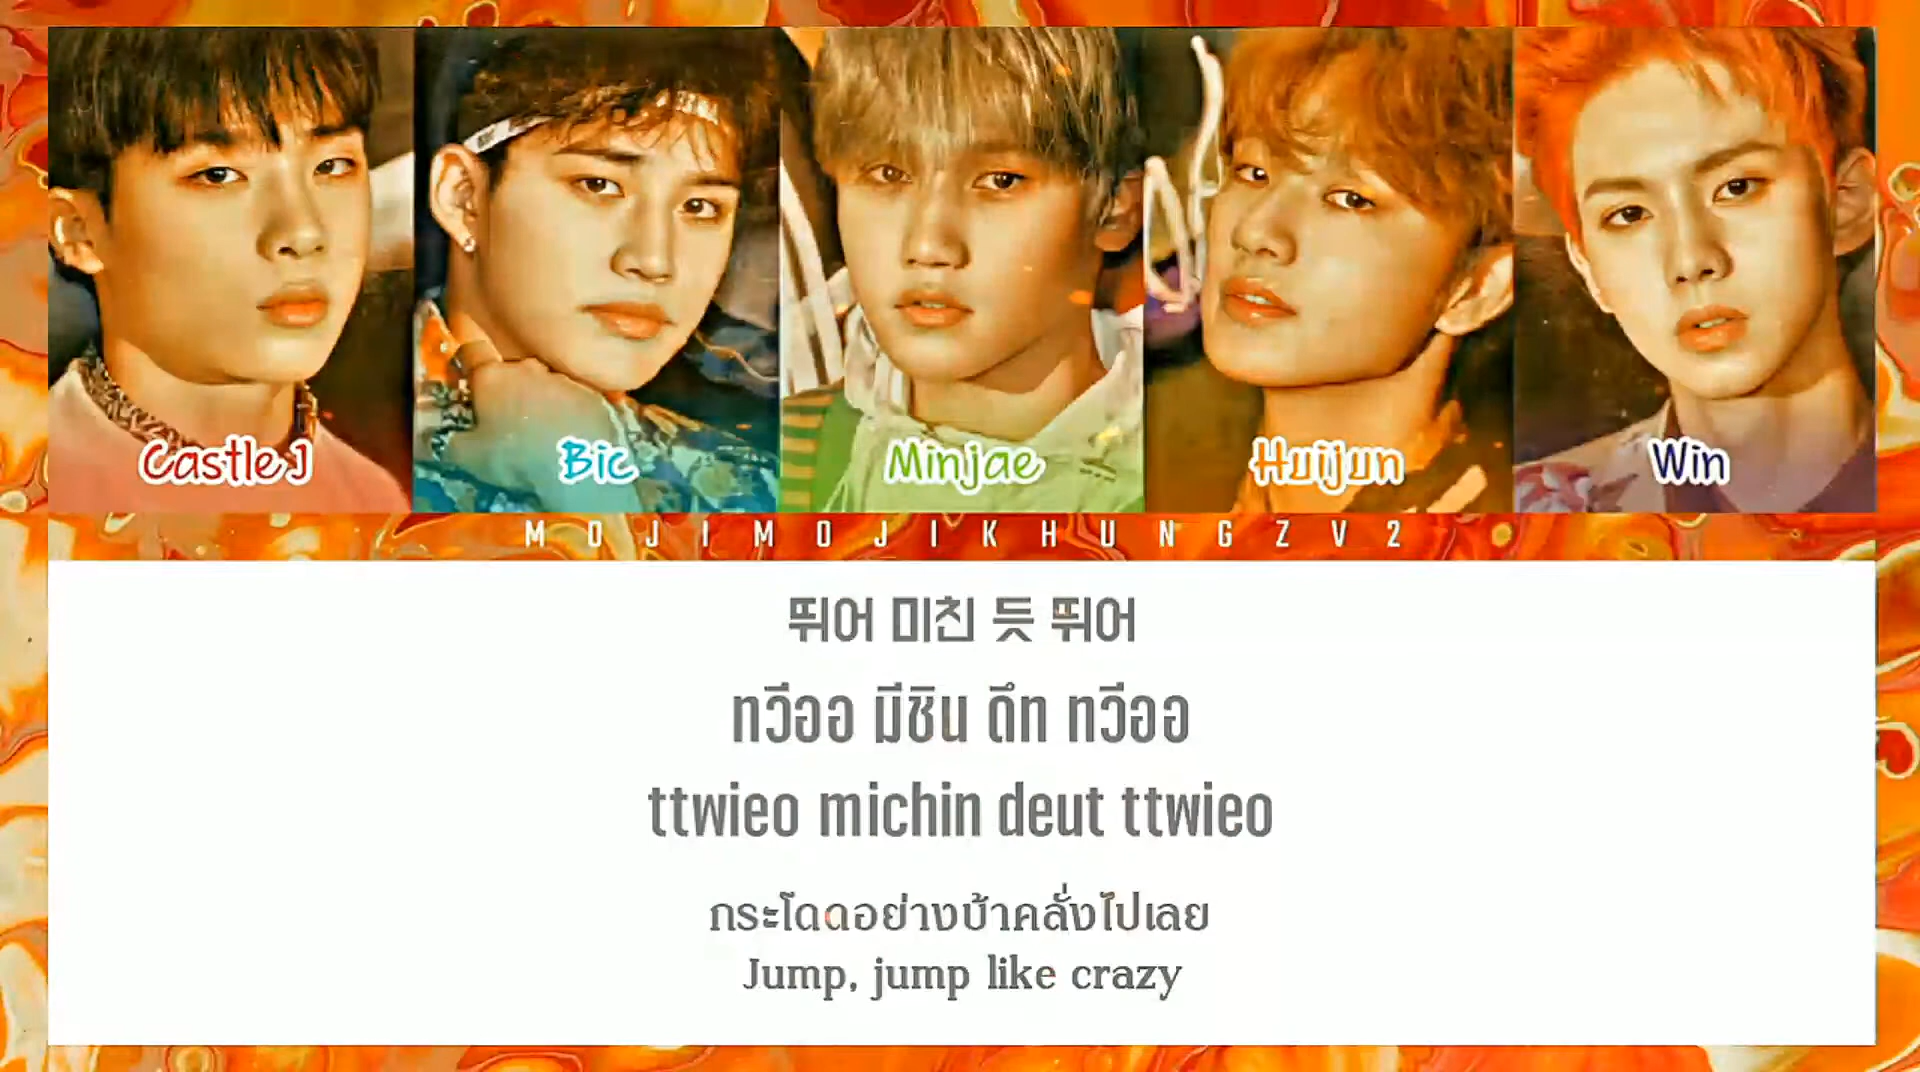 Castle J
Bic
Minjae
Huijun
Win
MOJIMOJIKHUNGZV2
뛰어 미친 듯 뛰어
ทวีออ มีชิน ดึท ทวีออ
ttwieo michin deut ttwieo
กระโดดอย่างบ้าคลั่งไปเลย
Jump, jump like crazy